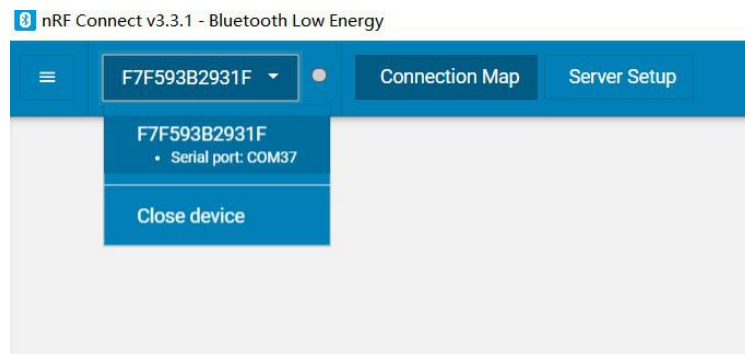 nRF Connect v3.3.1 - Bluetooth Low Energy
F7F593B2931F Connection Map Server Setup
F7F593B2931F
• Serial port: COM37
Close device